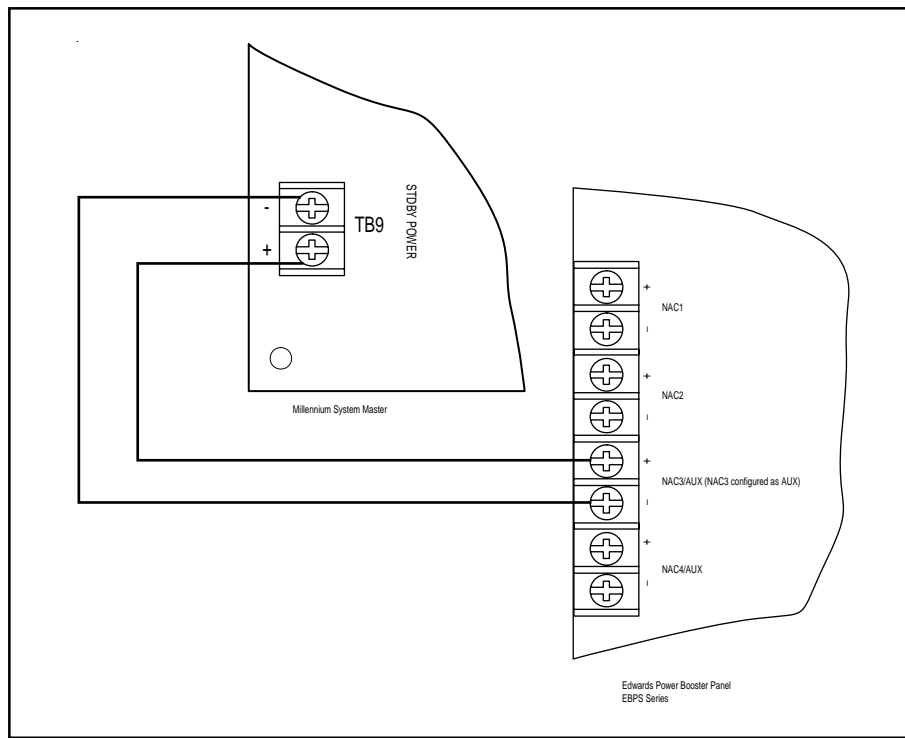 -
TB9
+
STDBY POWER
Millennium System Master
+
NAC1
–
+
NAC2
–
+
NAC3/AUX (NAC3 configured as AUX)
–
+
NAC4/AUX
–
Edwards Power Booster Panel
EBPS Series